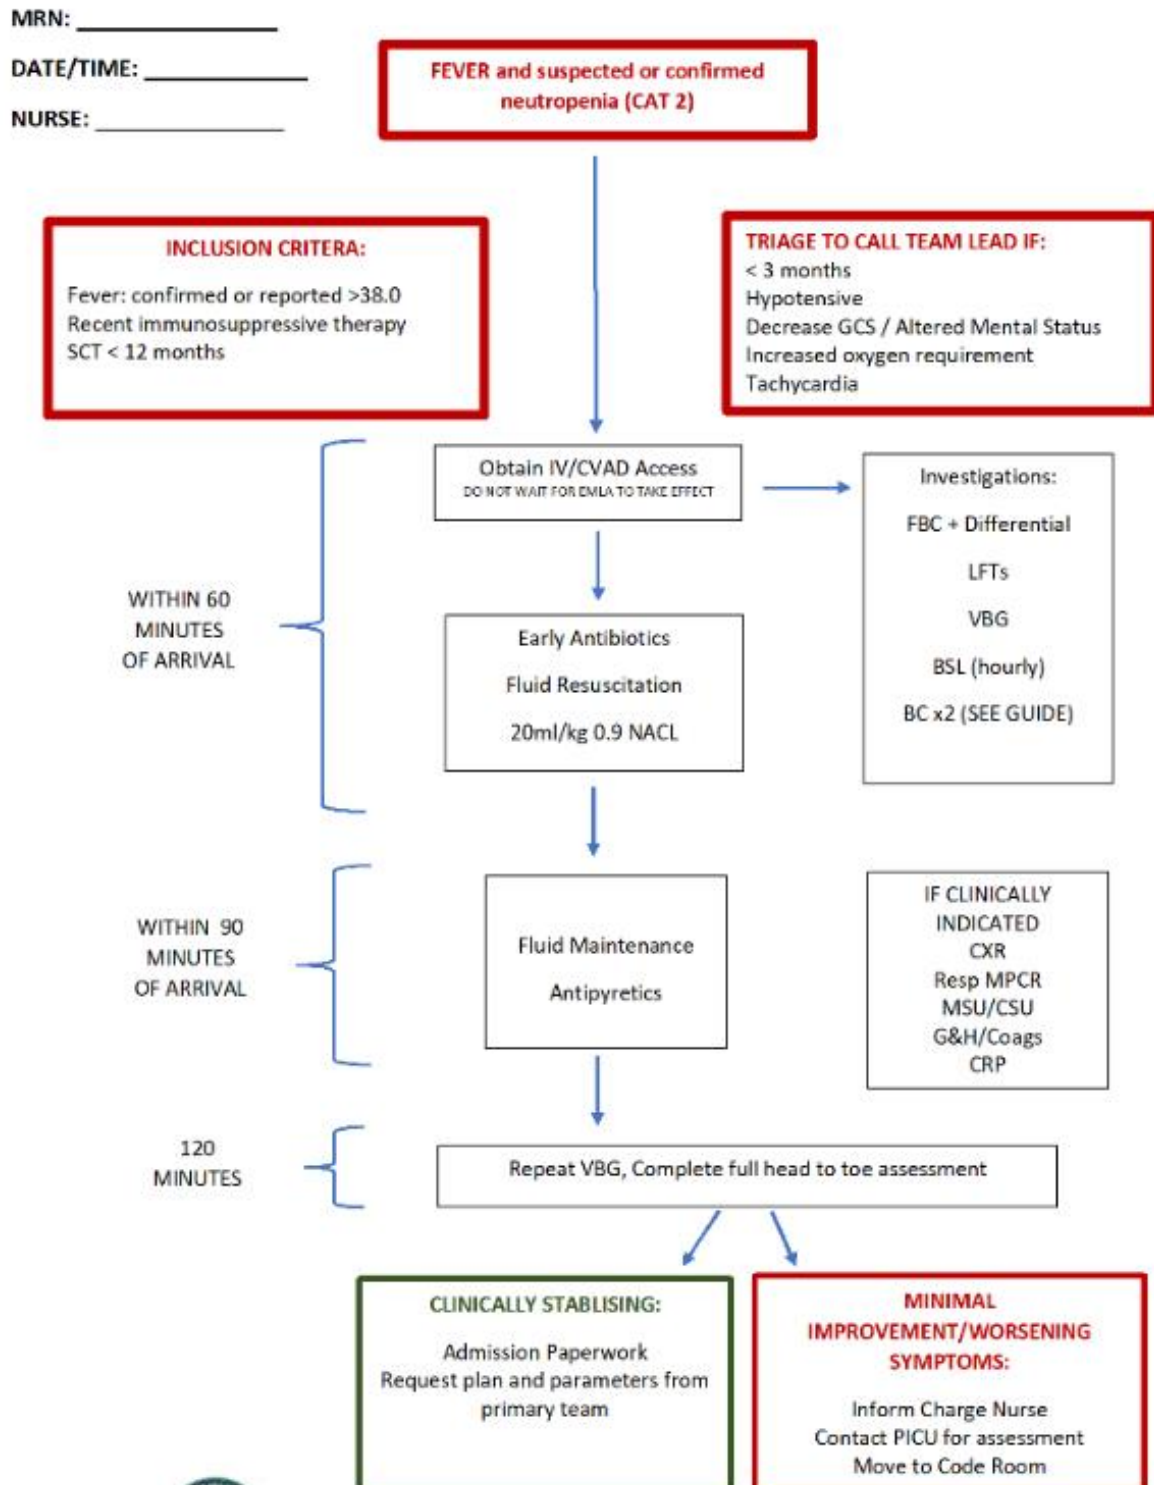 MRN:
DATE/TIME:
NURSE:
FEVER and suspected or confirmed
neutropenia (CAT 2)
INCLUSION CRITERA:
Fever: confirmed or reported >38.0
Recent immunosuppressive therapy
SCT < 12 months
TRIAGE TO CALL TEAM LEAD IF:
< 3 months
Hypotensive
Decrease GCS / Altered Mental Status
Increased oxygen requirement
Tachycardia
WITHIN 60
MINUTES
OF ARRIVAL
Obtain IV/CVAD Access
DO NOT WAIT FOR EMLA TO TAKE EFFECT
Investigations:
FBC + Differential
LFTs
VBG
BSL (hourly)
BC x2 (SEE GUIDE)
Early Antibiotics
Fluid Resuscitation
20ml/kg 0.9 NACL
WITHIN 90
MINUTES
OF ARRIVAL
Fluid Maintenance
Antipyretics
IF CLINICALLY
INDICATED
CXR
Resp MPCR
MSU/CSU
G&H/Coags
CRP
120
MINUTES
Repeat VBG, Complete full head to toe assessment
CLINICALLY STABLISING:
Admission Paperwork
Request plan and parameters from
primary team
MINIMAL
IMPROVEMENT/WORSENING
SYMPTOMS:
Inform Charge Nurse
Contact PICU for assessment
Move to Code Room